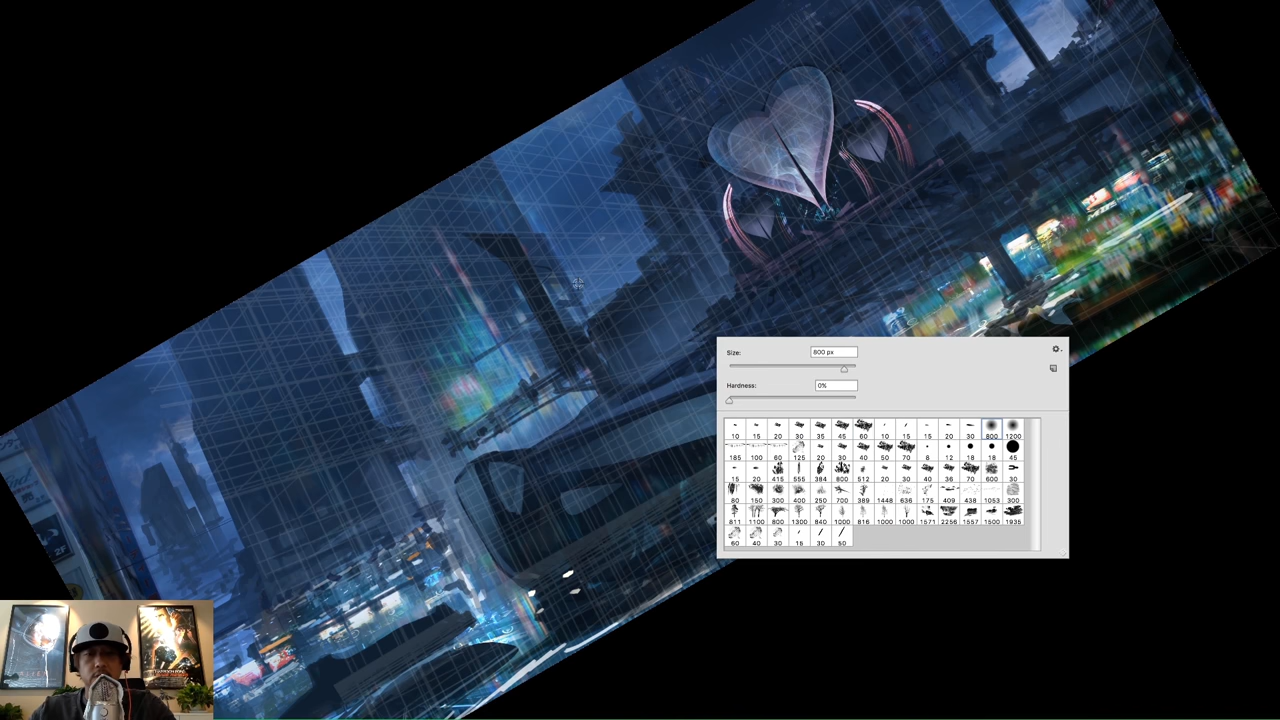 Size:
800 px
Hardness:
0%
10 15 20 30 35 45 60 10 15 15 20 30 800 1200
185 100 60 125 20 30 40 50 70 8 12 18 18 45
15 20 415 555 384 800 512 20 30 40 36 70 600 30
80 150 300 400 250 700 389 1448 636 175 409 438 1053 300
811 1100 800 1300 840 1000 816 1000 1000 1571 2256 1557 1500 1935
60 40 30 15 30 50
2F